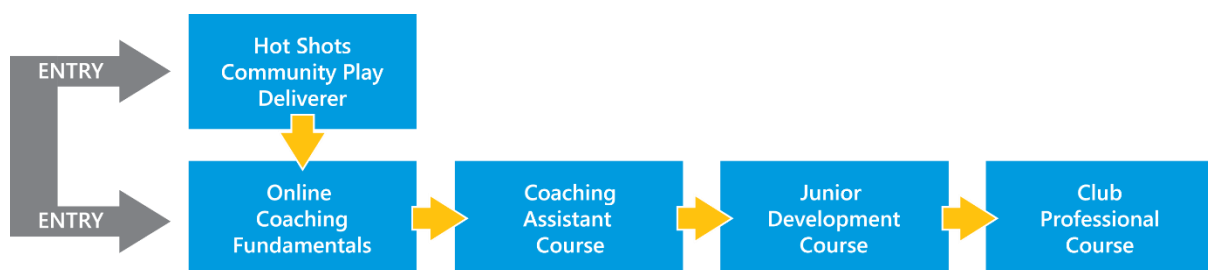 ENTRY
Hot Shots
Community Play
Deliverer
ENTRY
Online
Coaching
Fundamentals
Coaching
Assistant
Course
Junior
Development
Course
Club
Professional
Course